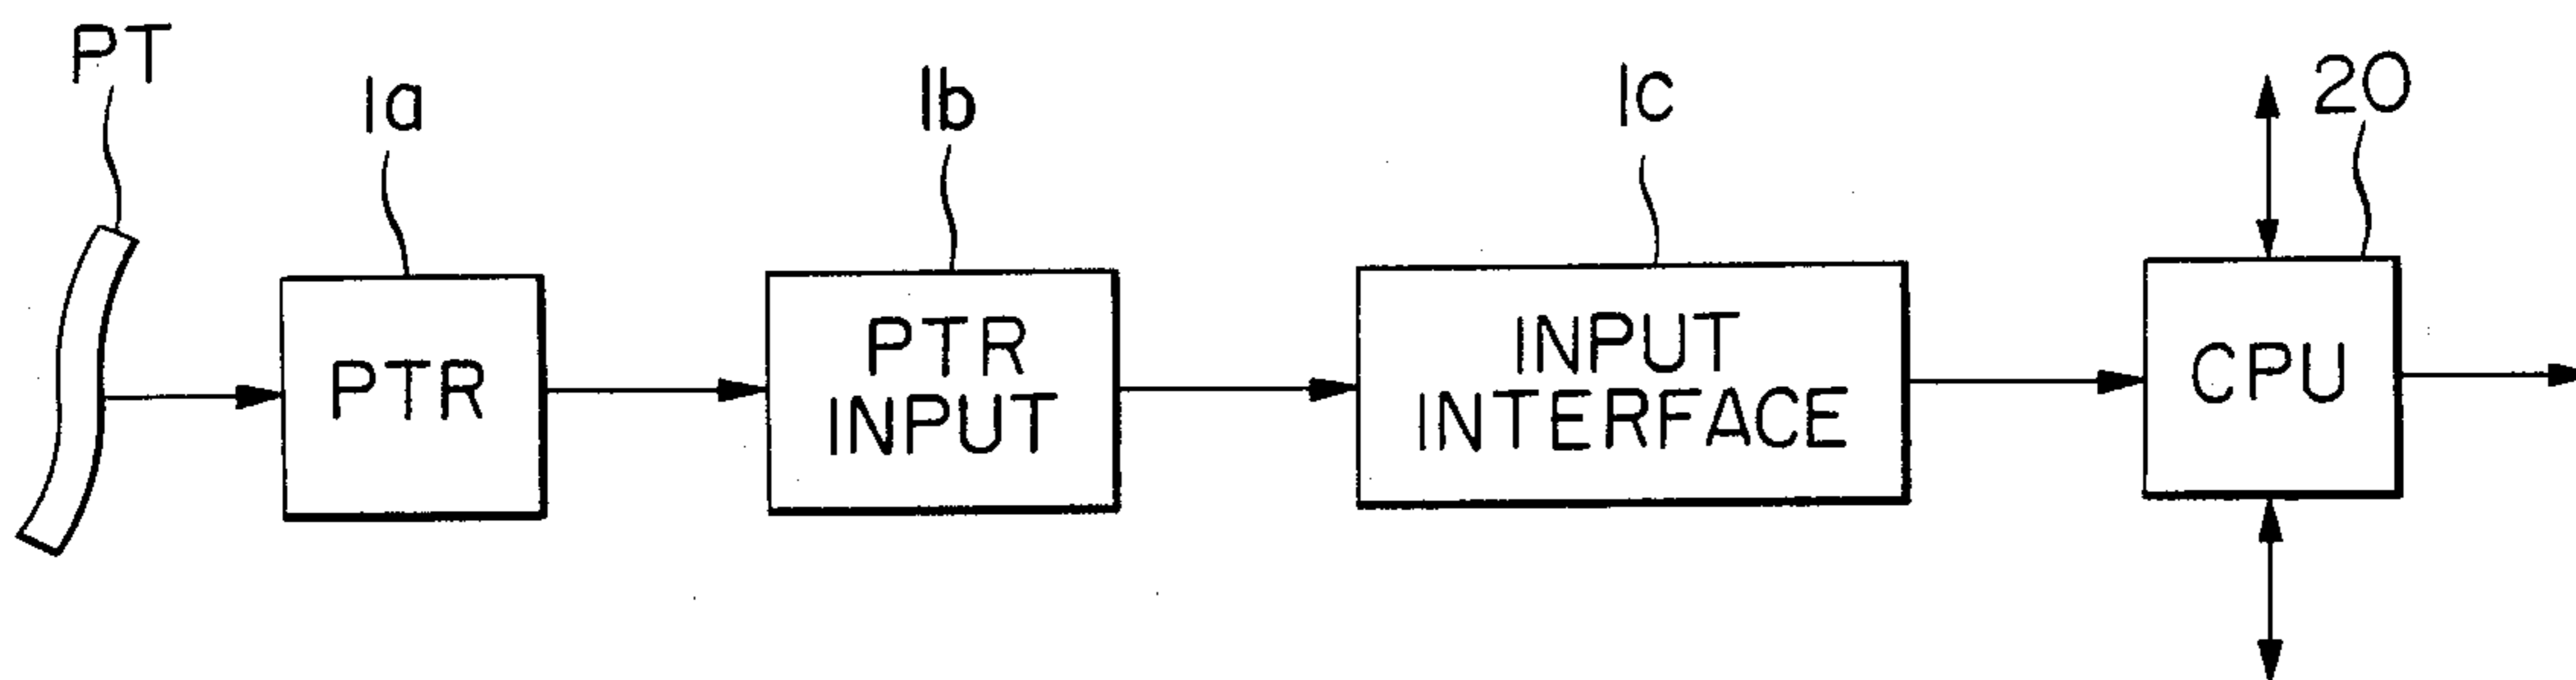 PT
1a
1b
1c
20
PTR
PTR
INPUT
INPUT
INTERFACE
CPU